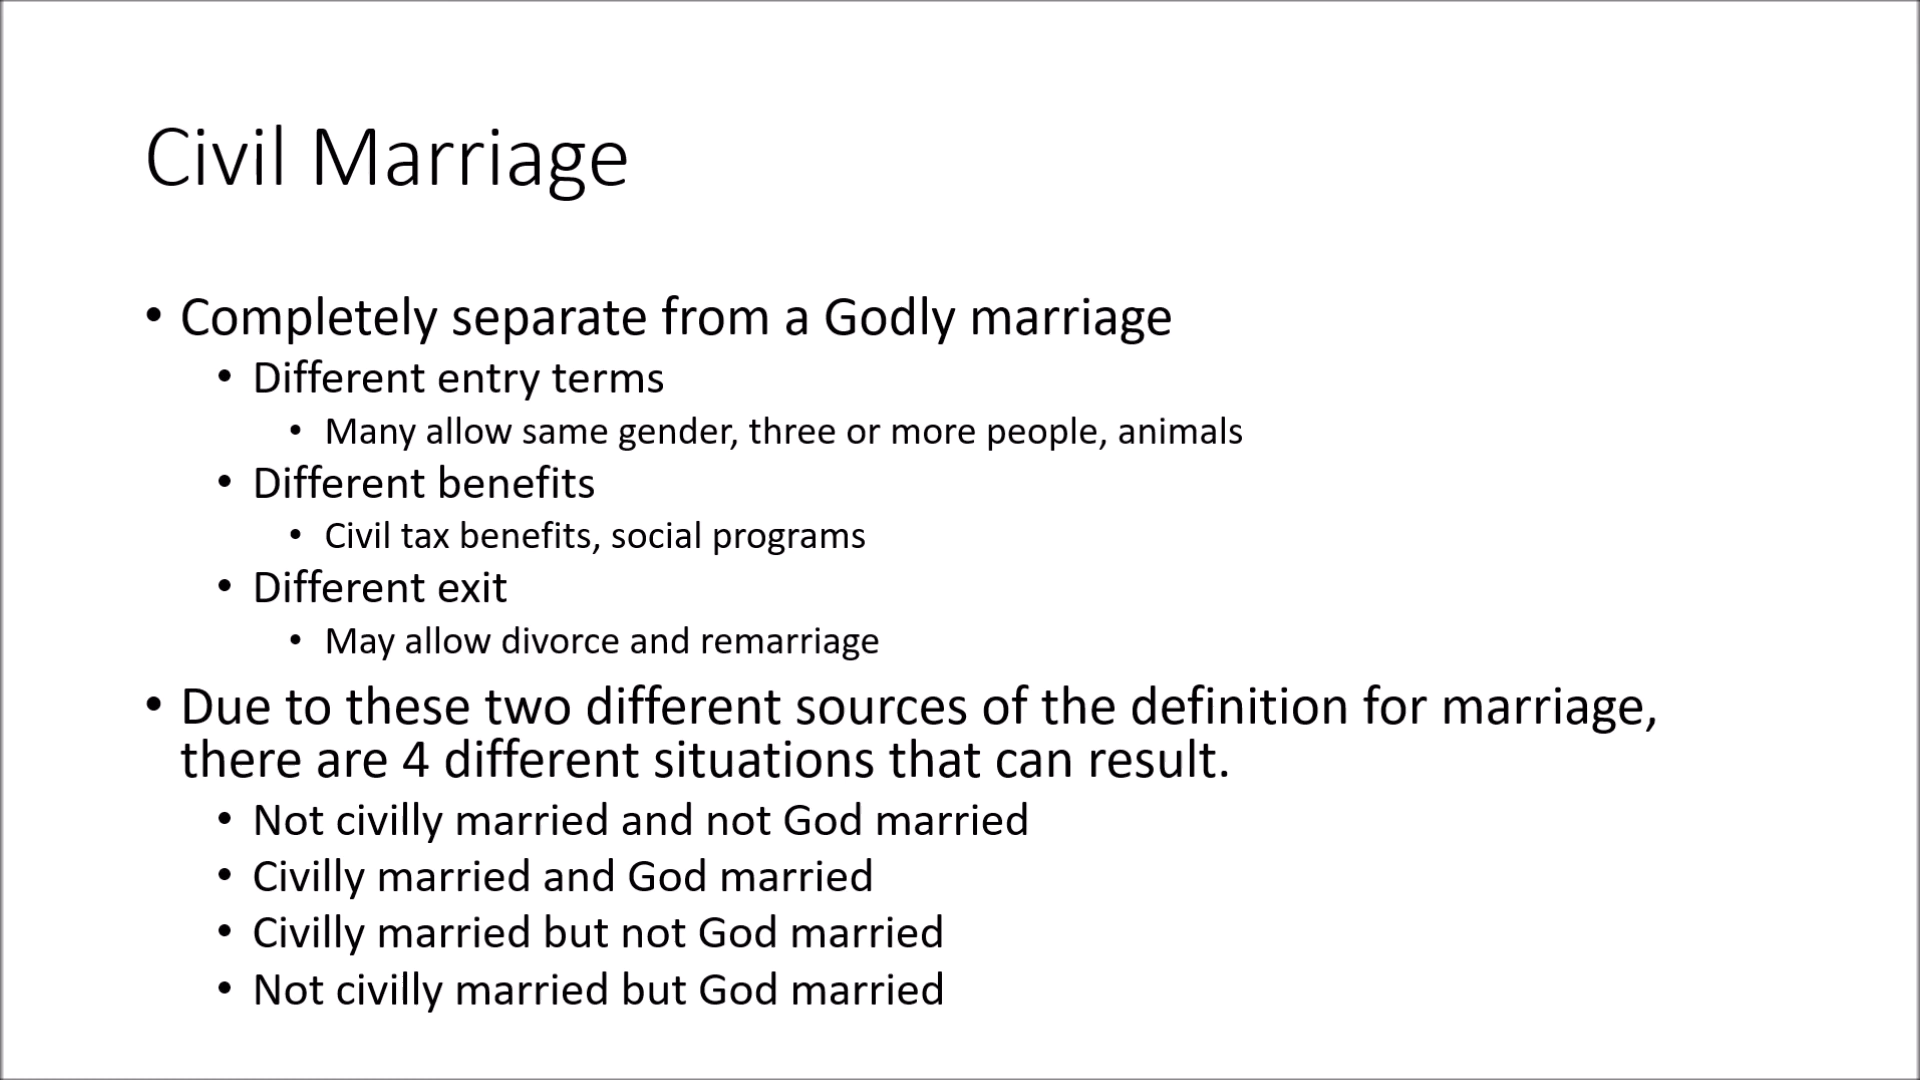 Civil Marriage
• Completely separate from a Godly marriage
• Different entry terms
• Many allow same gender, three or more people, animals
• Different benefits
• Civil tax benefits, social programs
• Different exit
• May allow divorce and remarriage
• Due to these two different sources of the definition for marriage,
there are 4 different situations that can result.
• Not civilly married and not God married
• Civilly married and God married
• Civilly married but not God married
• Not civilly married but God married